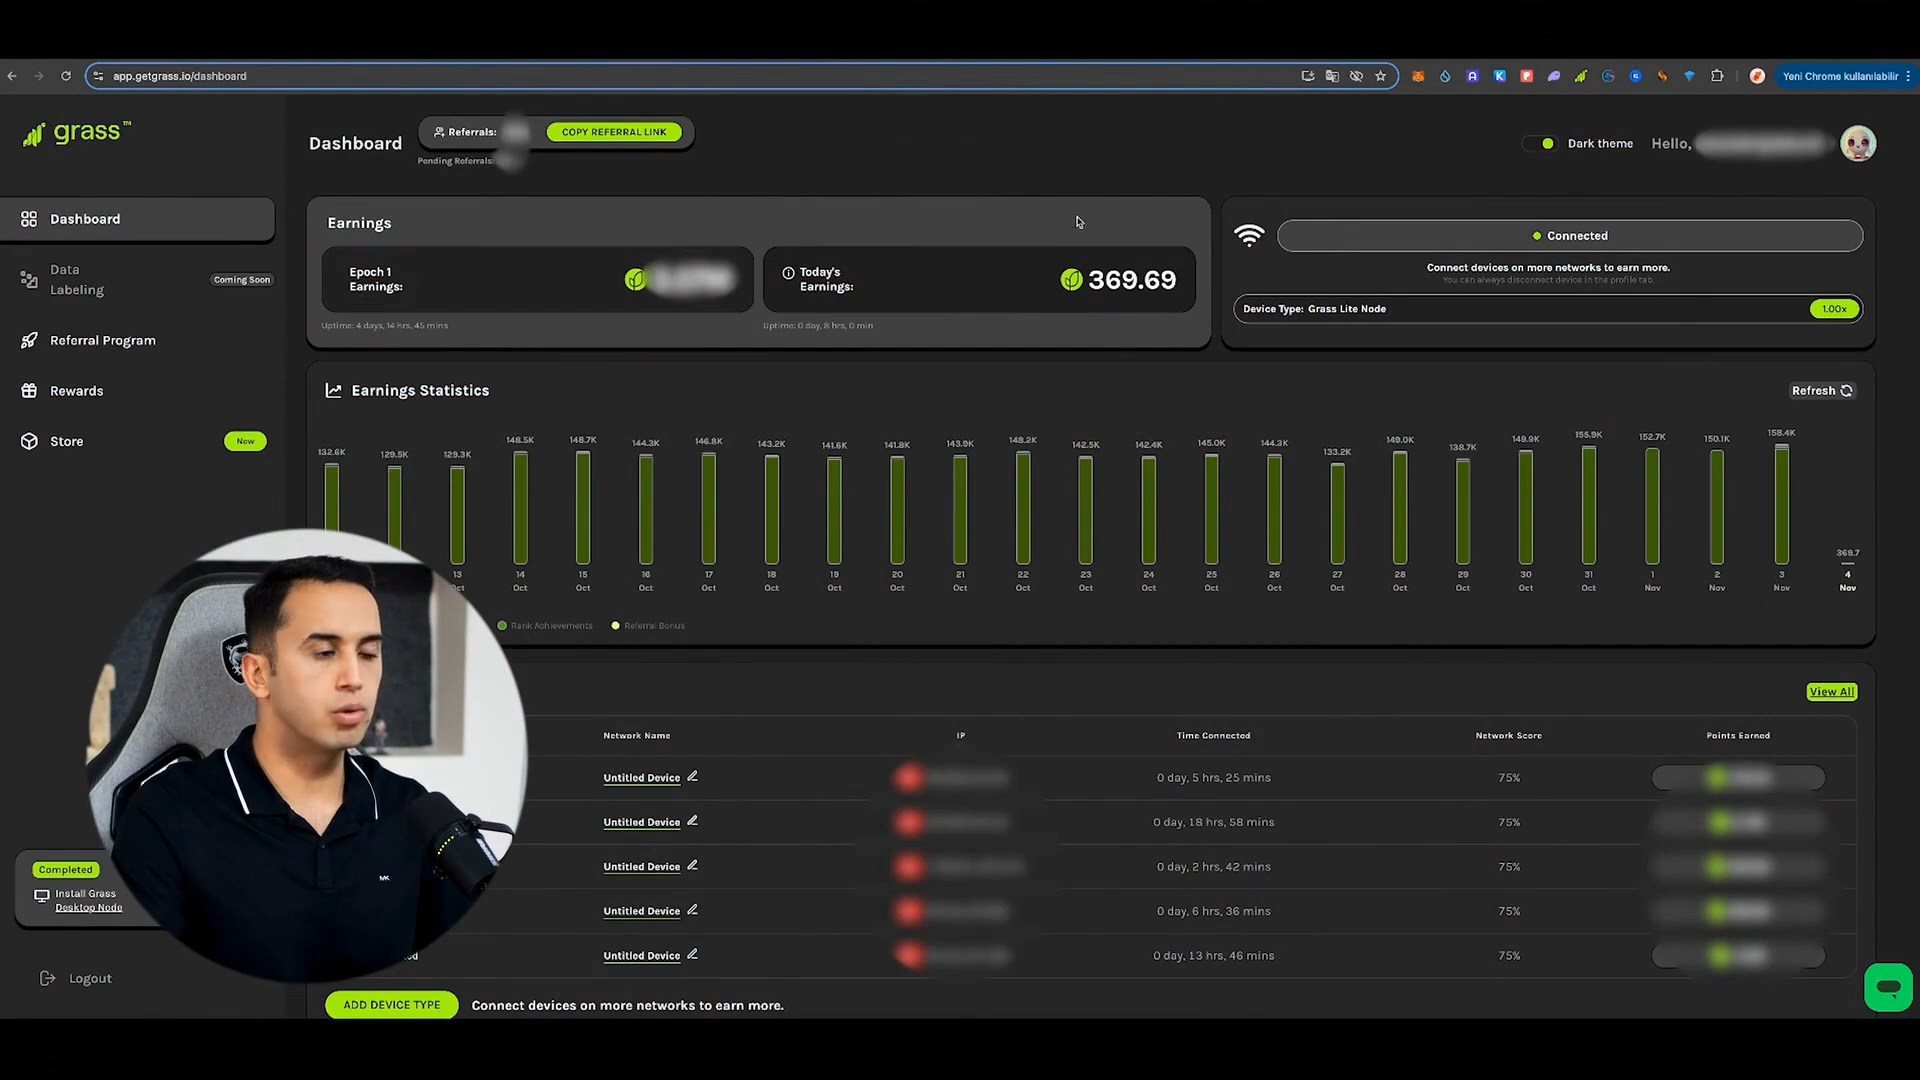 app.getgrass.io/dashboard
Yeni Chrome kullanılabilir
grass™
Dashboard
Referrals:
COPY REFERRAL LINK
Pending Referrals:
Dark theme
Hello,
Dashboard
Data
Labeling
Coming Soon
Referral Program
Rewards
Store
New
Earnings
Epoch 1
Earnings:
Today's
Earnings:
369.69
Uptime: 4 days, 14 hrs, 45 mins
Uptime: 0 day, 8 hrs, 0 min
Connected
Connect devices on more networks to earn more.
You can always disconnect device in the profile tab.
Device Type: Grass Lite Node
1.00x
Earnings Statistics
Refresh
132.6K 129.5K 129.3K 148.5K 148.7K 144.3K 146.8K 143.2K 141.6K 141.8K 143.9K 148.2K 142.5K 142.4K 145.0K 144.3K 133.2K 149.0K 138.7K 149.9K 155.9K 152.7K 150.1K 158.4K 369.7
13 14 15 16 17 18 19 20 21 22 23 24 25 26 27 28 29 30 31 1 2 3 4
Oct Oct Oct Oct Oct Oct Oct Oct Oct Oct Oct Oct Oct Oct Oct Oct Oct Oct Nov Nov Nov Nov
Rank Achievements
Referral Bonus
View All
Network Name IP Time Connected Network Score Points Earned
Untitled Device 0 day, 5 hrs, 25 mins 75%
Untitled Device 0 day, 18 hrs, 58 mins 75%
Untitled Device 0 day, 2 hrs, 42 mins 75%
Untitled Device 0 day, 6 hrs, 36 mins 75%
Untitled Device 0 day, 13 hrs, 46 mins 75%
ADD DEVICE TYPE
Connect devices on more networks to earn more.
Completed
Install Grass
Desktop Node
Logout
MK